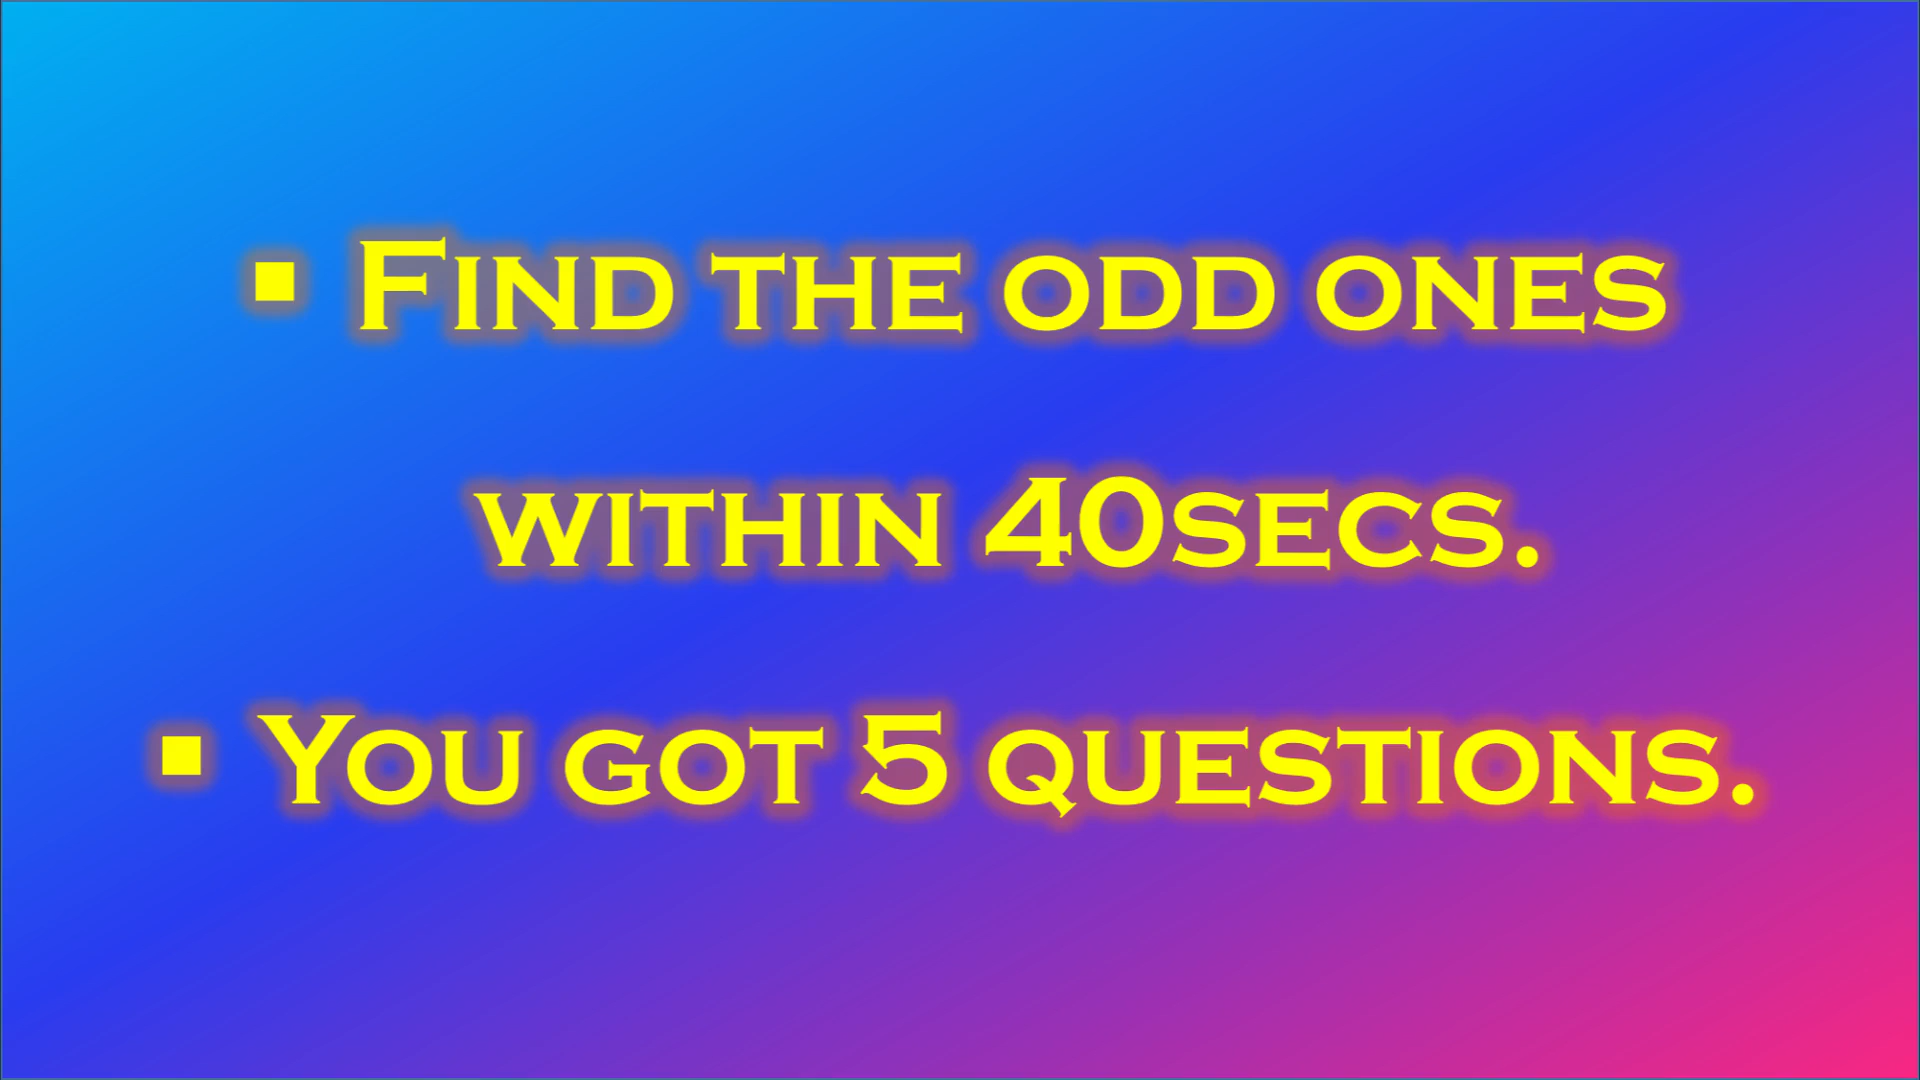 ▪ Find the odd ones
within 40secs.
▪ You got 5 questions.